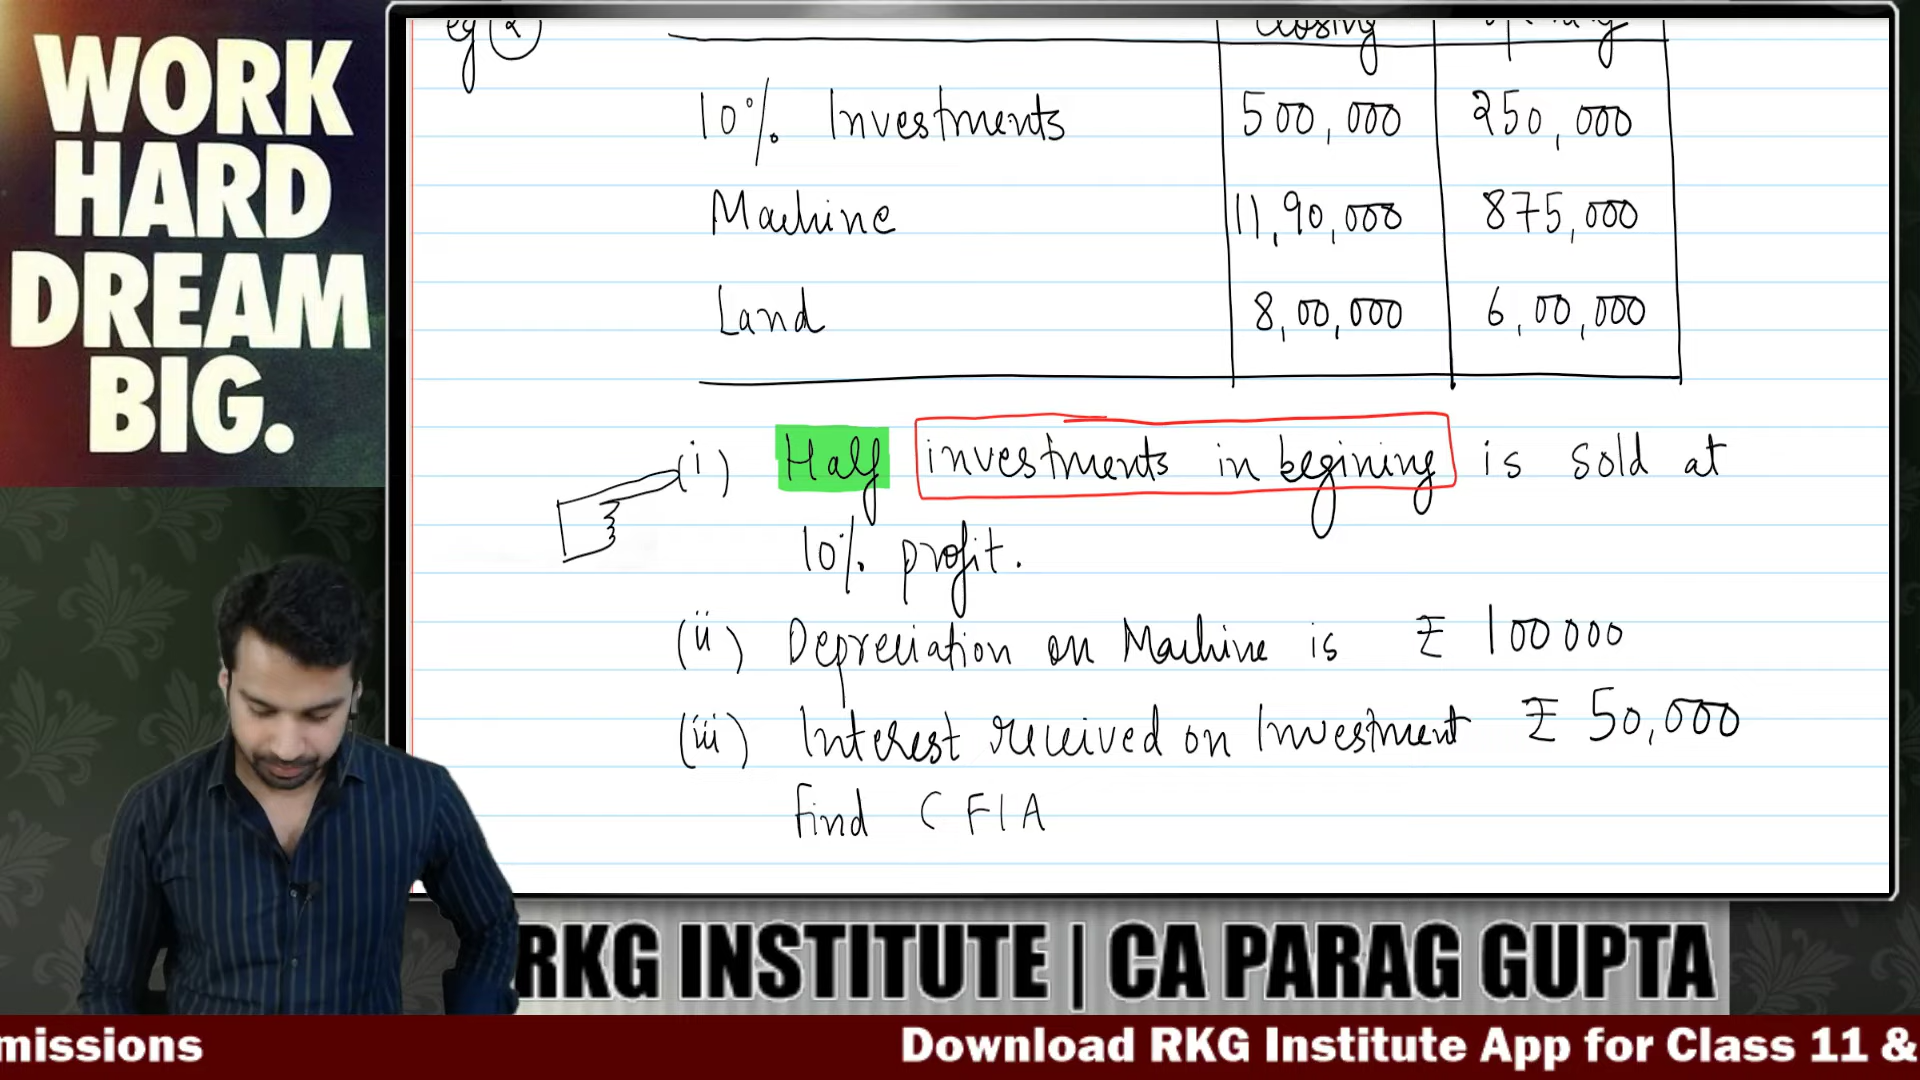 WORK
HARD
DREAM
BIG.
eg 2
closing
10% Investments 500,000 250,000
Machine 11,90,000 875,000
Land 8,00,000 6,00,000
(i) Half investments in begining is sold at
10% profit.
(ii) Depreciation on Machine is ₹ 100000
(iii) Interest received on Investment ₹ 50,000
Find CFIA
RKG INSTITUTE | CA PARAG GUPTA
missions Download RKG Institute App for Class 11 &